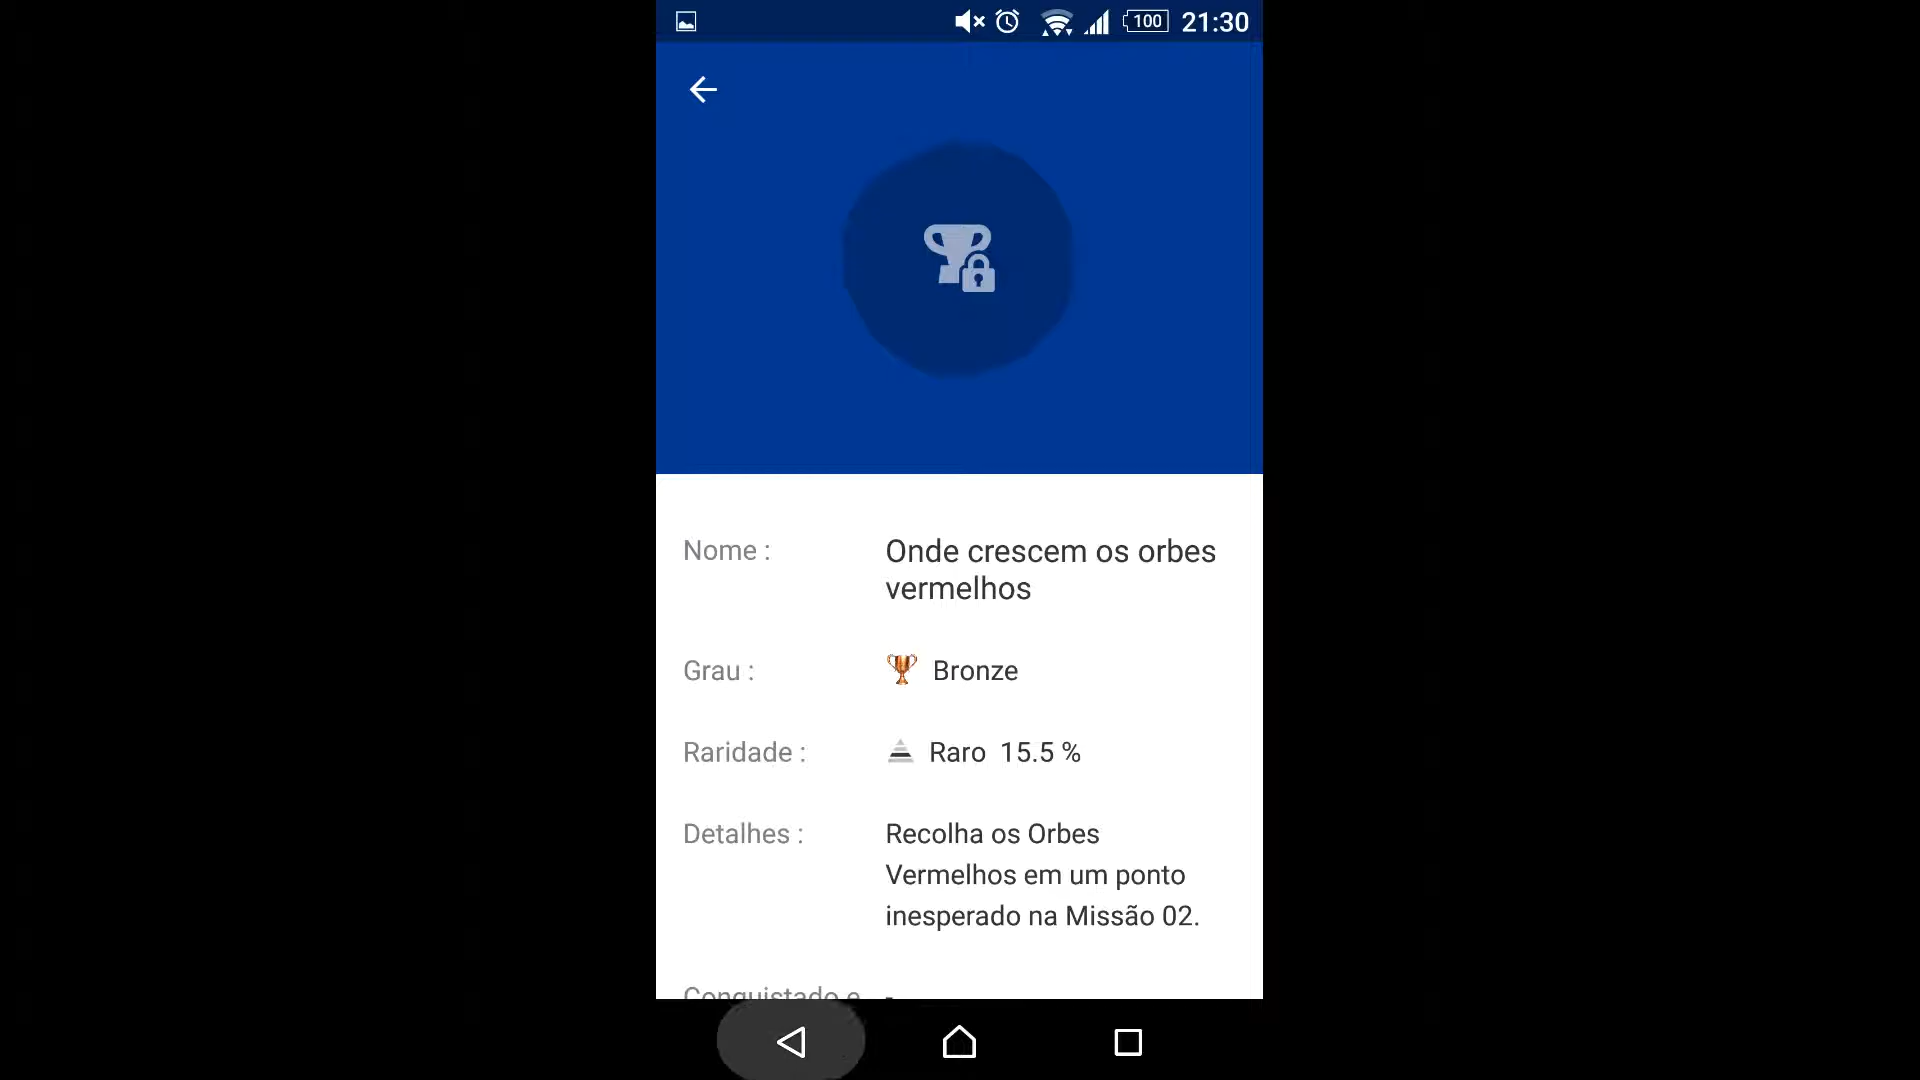 100 21:30
Nome :
Onde crescem os orbes
vermelhos
Grau :
Bronze
Raridade :
Raro 15.5 %
Detalhes :
Recolha os Orbes
Vermelhos em um ponto
inesperado na Missão 02.
Conquistado e -